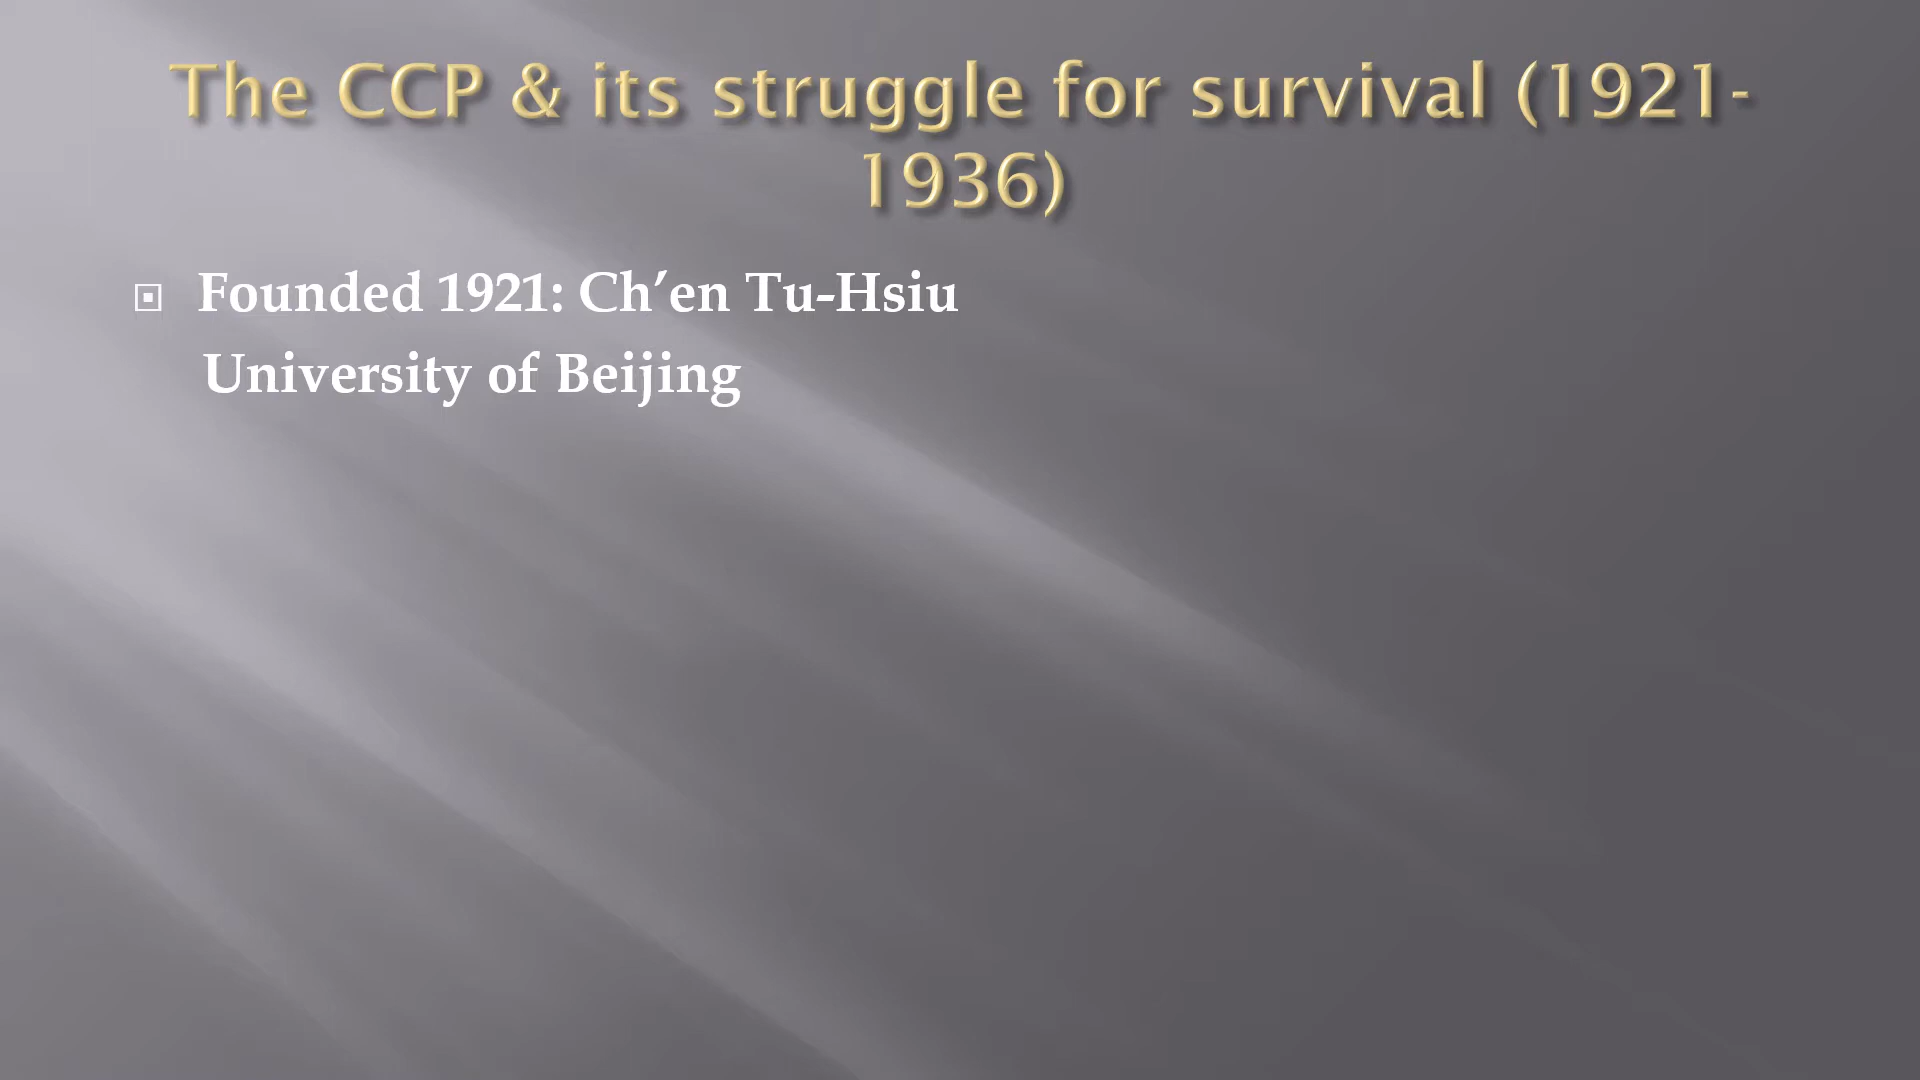 The CCP & its struggle for survival (1921-
1936)
Founded 1921: Ch’en Tu-Hsiu
University of Beijing